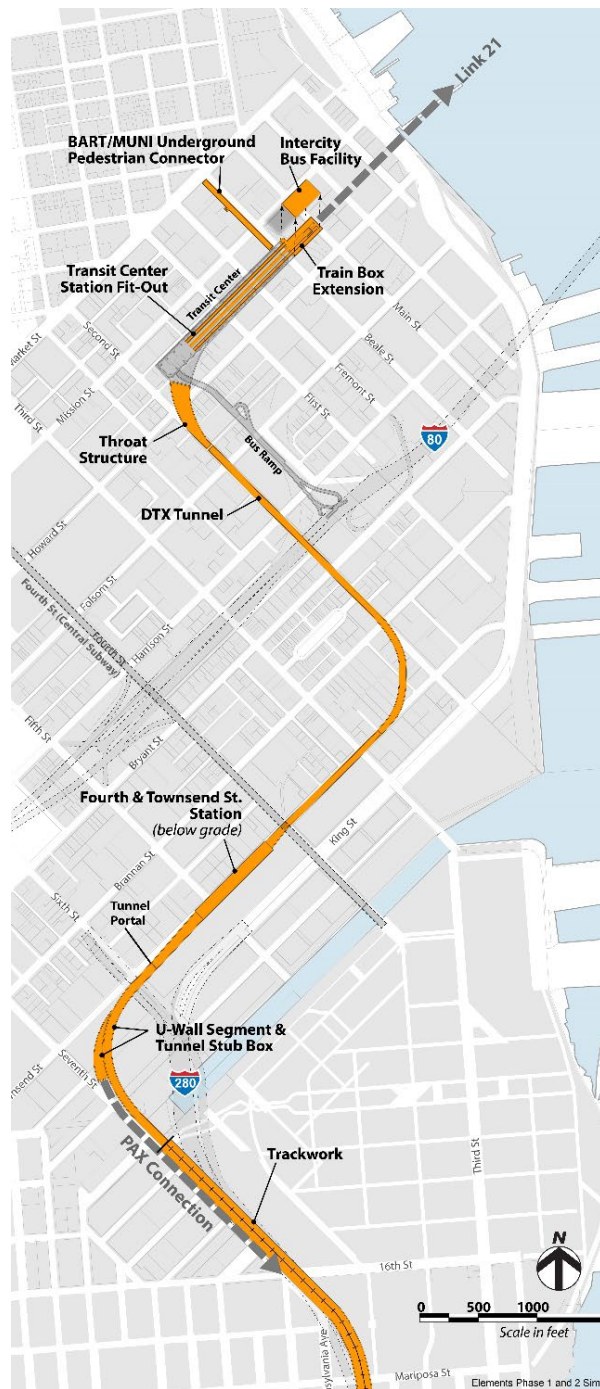 Link 21
BART/MUNI Underground
Pedestrian Connector
Intercity
Bus Facility
Transit Center
Station Fit-Out
Transit Center
Train Box
Extension
Main St
Beale St
Fremont St
First St
Market St
Second St
Mission St
Third St
Throat
Structure
Bus Ramp
80
DTX Tunnel
Howard St
Folsom St
Harrison St
Fourth St
Fourth St (Central Subway)
Fifth St
Bryant St
Fourth & Townsend St.
Station
(below grade)
King St
Brannan St
Sixth St
Tunnel
Portal
U-Wall Segment &
Tunnel Stub Box
Seventh St
nsend St
280
PAX Connection
Trackwork
Third St
16th St
N
0 500 1000
Scale in feet
sylvania Ave
Mariposa St
Elements Phase 1 and 2 Sim